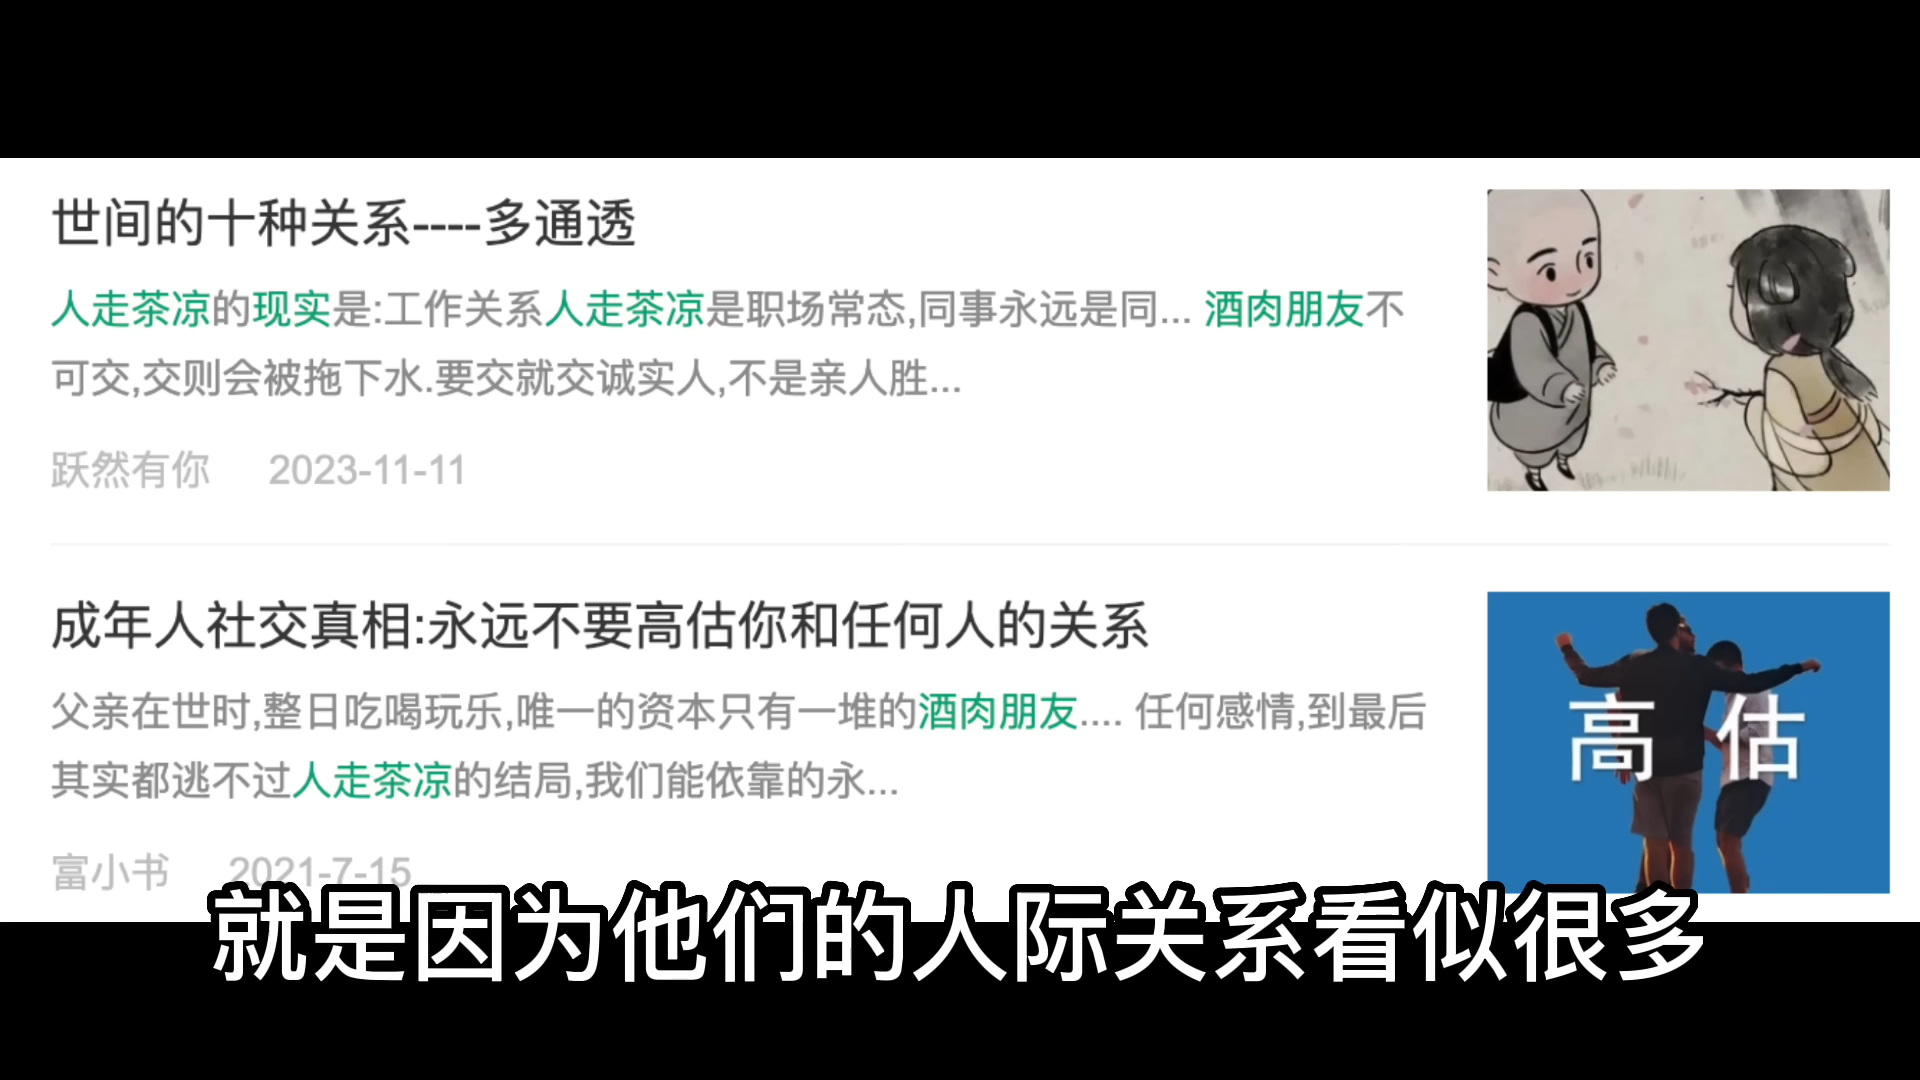 世间的十种关系----多通透
人走茶凉的现实是:工作关系人走茶凉是职场常态,同事永远是同... 酒肉朋友不
可交,交则会被拖下水.要交就交诚实人,不是亲人胜...
跃然有你 2023-11-11
成年人社交真相:永远不要高估你和任何人的关系
父亲在世时,整日吃喝玩乐,唯一的资本只有一堆的酒肉朋友.... 任何感情,到最后
其实都逃不过人走茶凉的结局,我们能依靠的永...
高估
富小书 2021-7-15
就是因为他们的人际关系看似很多